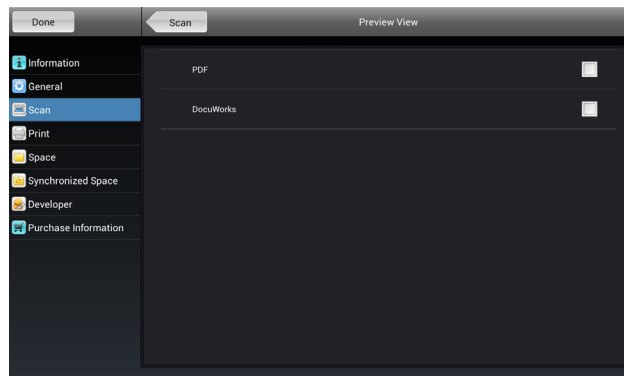 Done
Scan
Preview View
Information
General
Scan
Print
Space
Synchronized Space
Developer
Purchase Information
PDF
DocuWorks